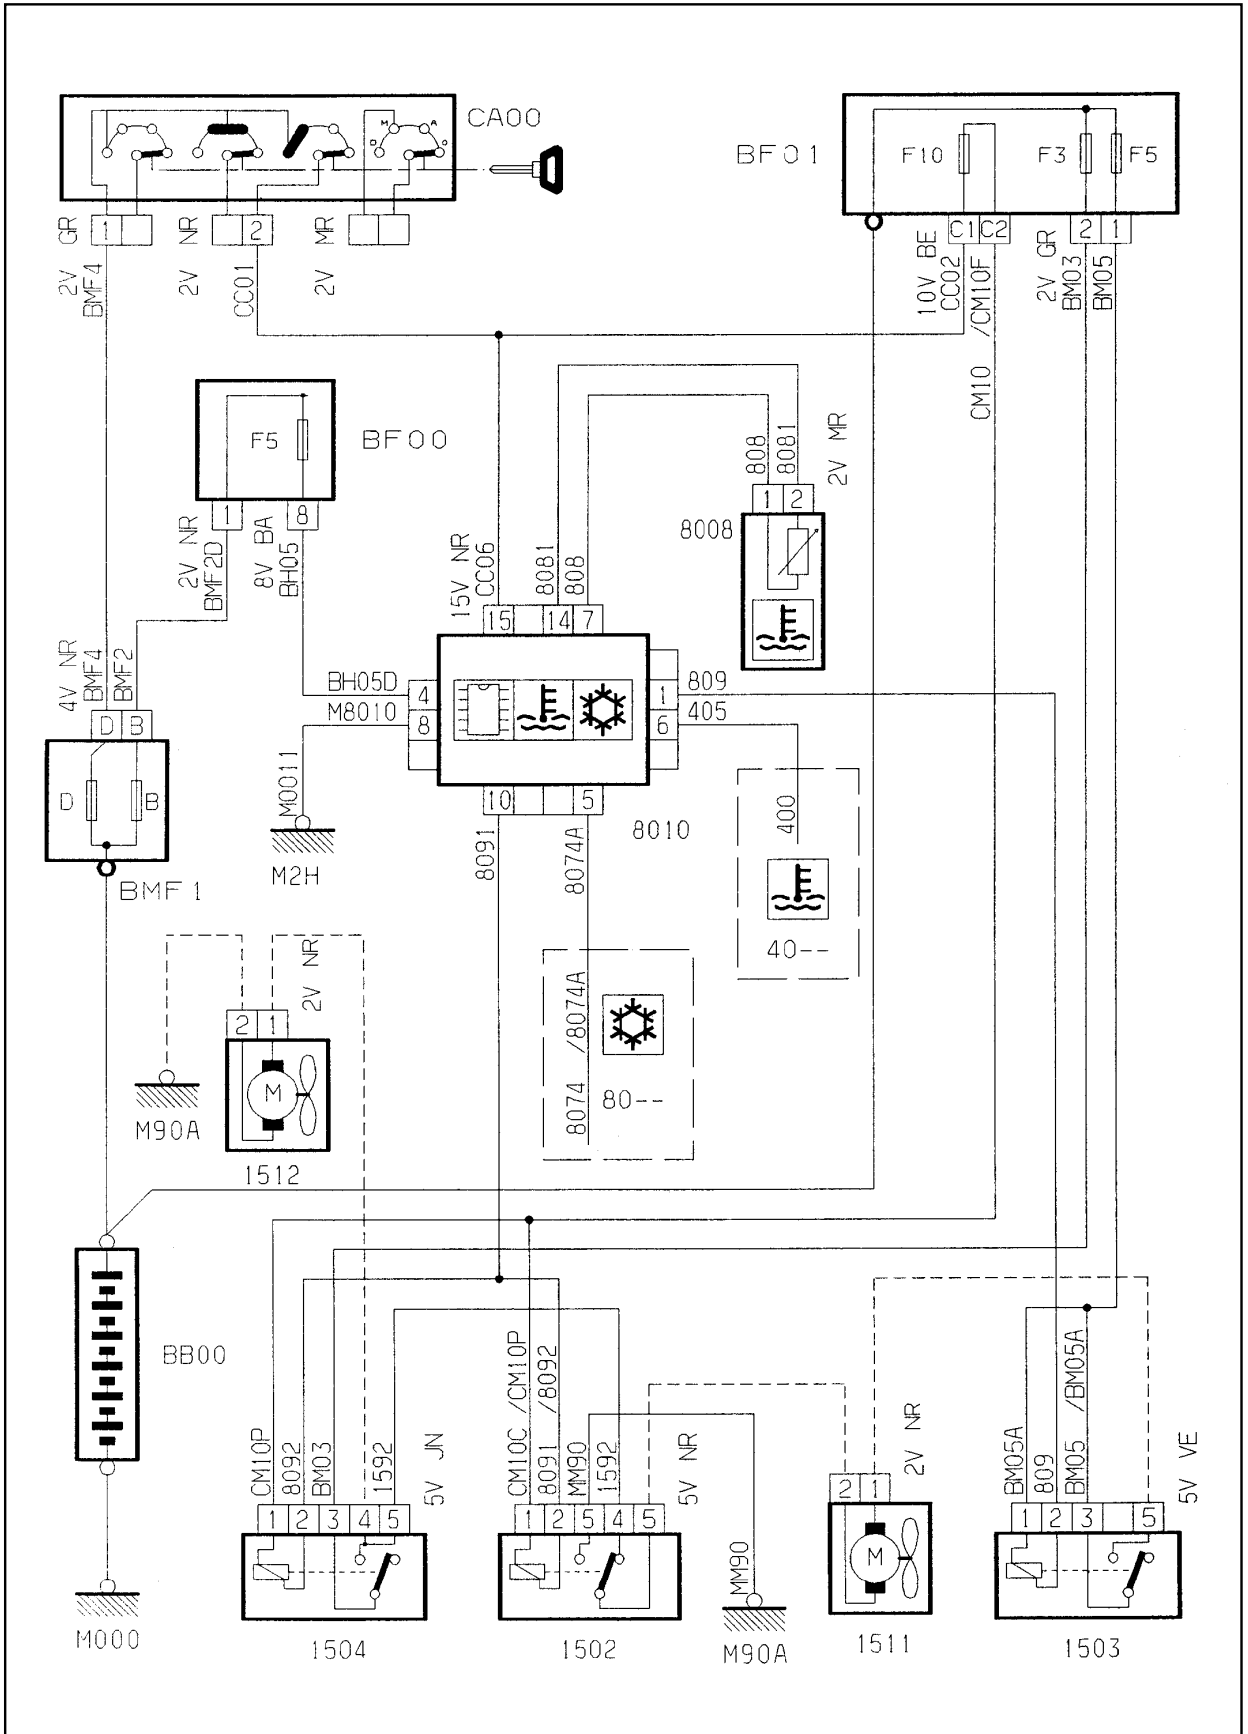 CA00
M
A
D
D
1
2
2V GR
BMF4
2V NR
CC01
2V MR
BF01
F10
F3
F5
C1
C2
2
1
10V BE
CC02
CM10 /CM10F
2V GR
BM03
BM05
BF00
F5
1
8
2V NR
BMF2D
8V BA
BH05
808
8081
2V MR
1
2
8008
15V NR
CC06
8081
808
15
14
7
4V NR
BMF4
BMF2
D
B
D
B
BMF1
BH05D
4
M8010
8
M0011
M2H
1
809
6
405
10
5
8010
8091
8074A
400
40--
8074 /8074A
80--
2V NR
2
1
M
M90A
1512
BB00
M000
CM10P
8092
BM03
1592
5V JN
1
2
3
4
5
1504
CM10C /CM10P
8091 /8092
MM90
1592
5V NR
1
2
5
4
5
1502
MM90
M90A
2V NR
2
1
M
1511
BM05A
809
BM05 /BM05A
5V VE
1
2
3
5
1503